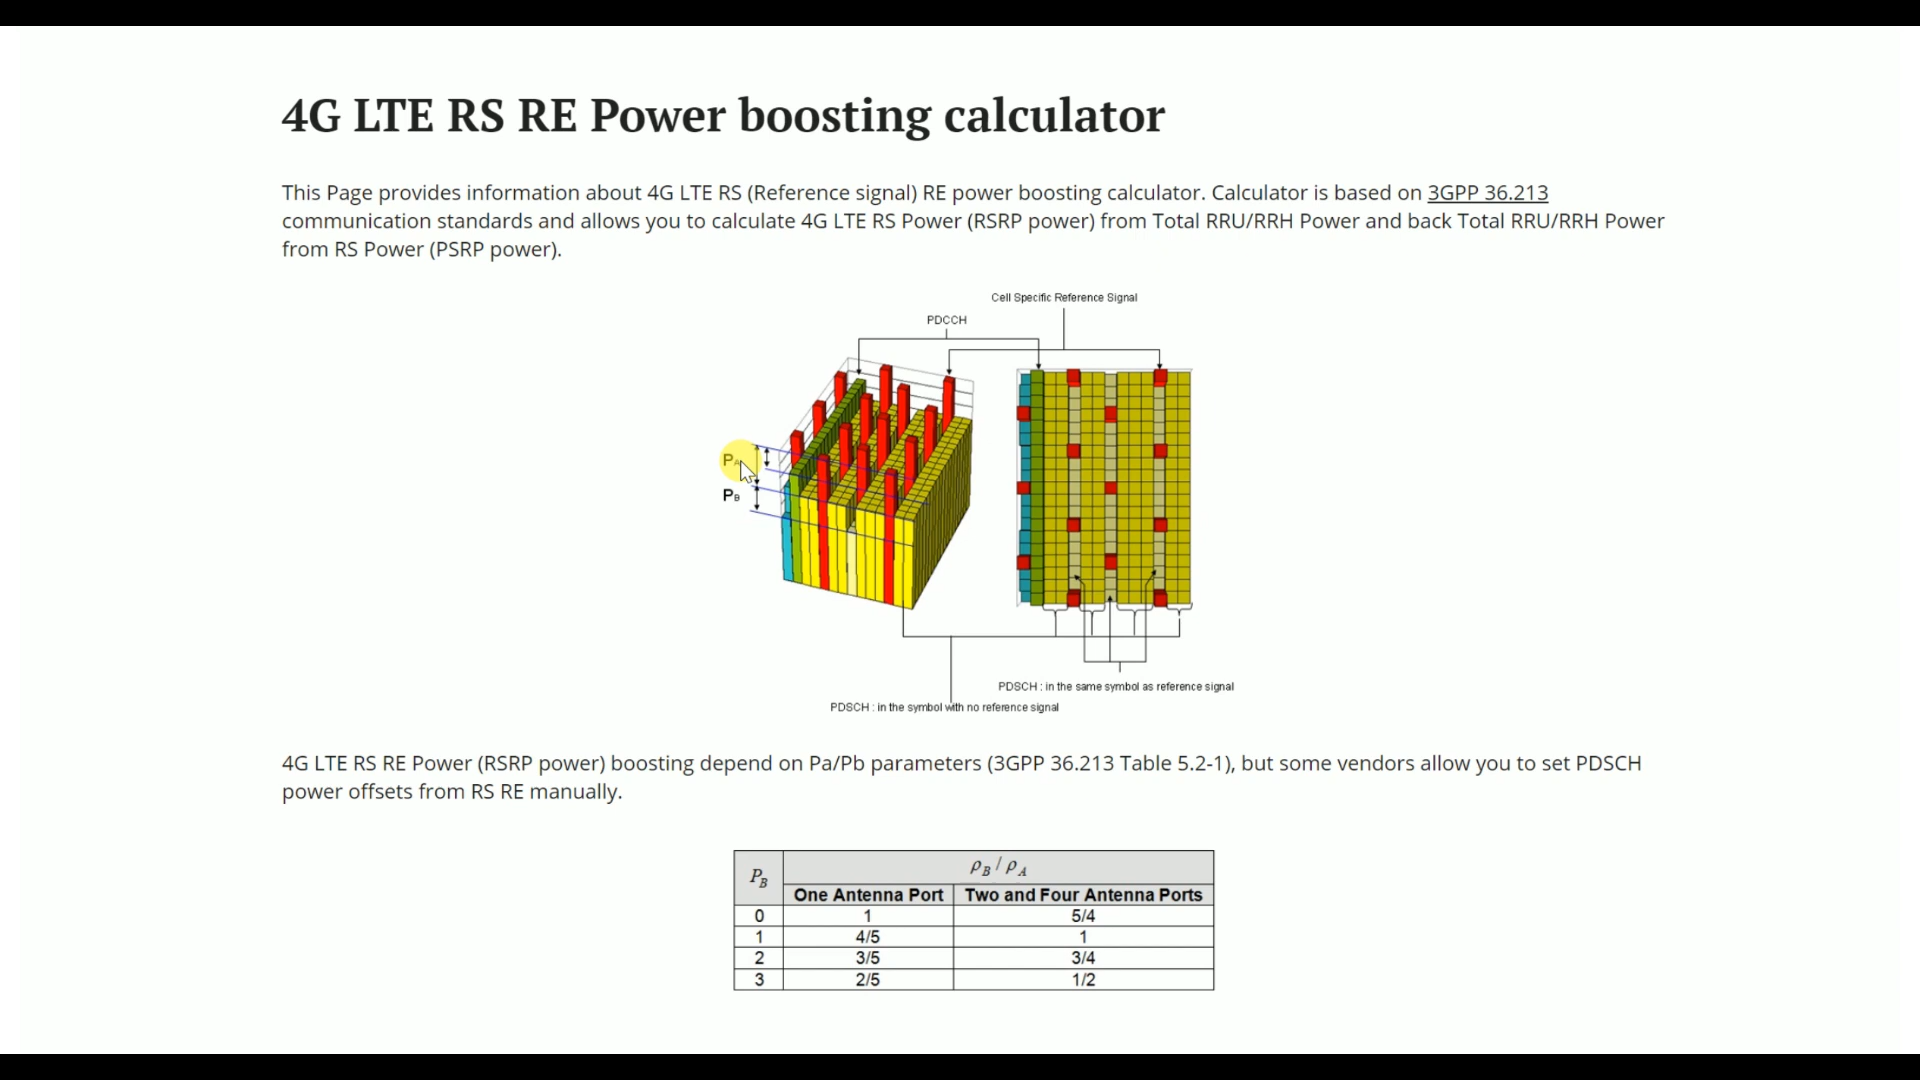 4G LTE RS RE Power boosting calculator
This Page provides information about 4G LTE RS (Reference signal) RE power boosting calculator. Calculator is based on 3GPP 36.213
communication standards and allows you to calculate 4G LTE RS Power (RSRP power) from Total RRU/RRH Power and back Total RRU/RRH Power
from RS Power (PSRP power).
Cell Specific Reference Signal
PDCCH
PA
PB
PDSCH : in the same symbol as reference signal
PDSCH : in the symbol with no reference signal
4G LTE RS RE Power (RSRP power) boosting depend on Pa/Pb parameters (3GPP 36.213 Table 5.2-1), but some vendors allow you to set PDSCH
power offsets from RS RE manually.
PB ρB / ρA
One Antenna Port Two and Four Antenna Ports
0 1 5/4
1 4/5 1
2 3/5 3/4
3 2/5 1/2